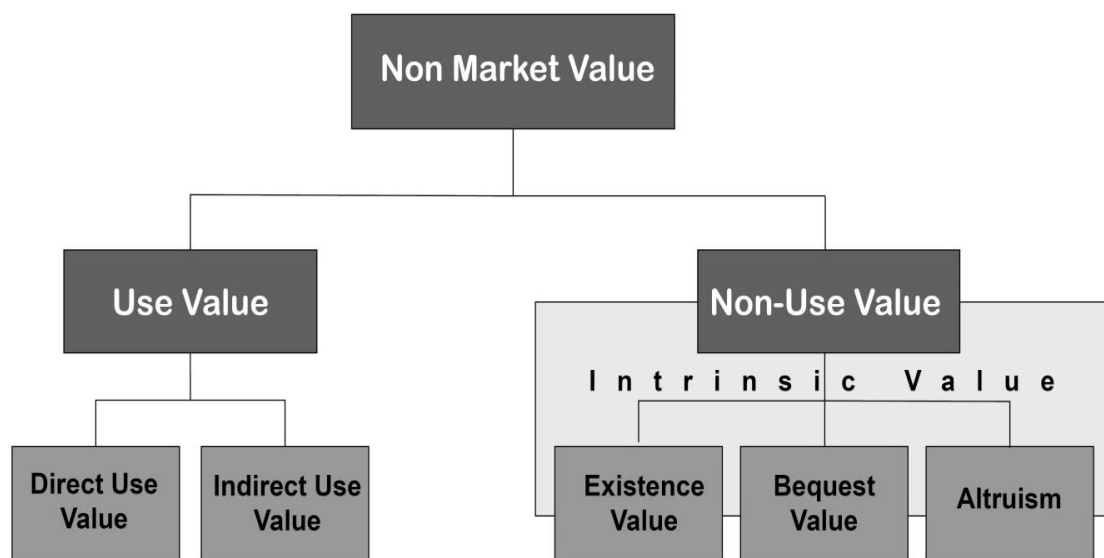 Non Market Value
Use Value
Non-Use Value
Intrinsic Value
Direct Use
Value
Indirect Use
Value
Existence
Value
Bequest
Value
Altruism